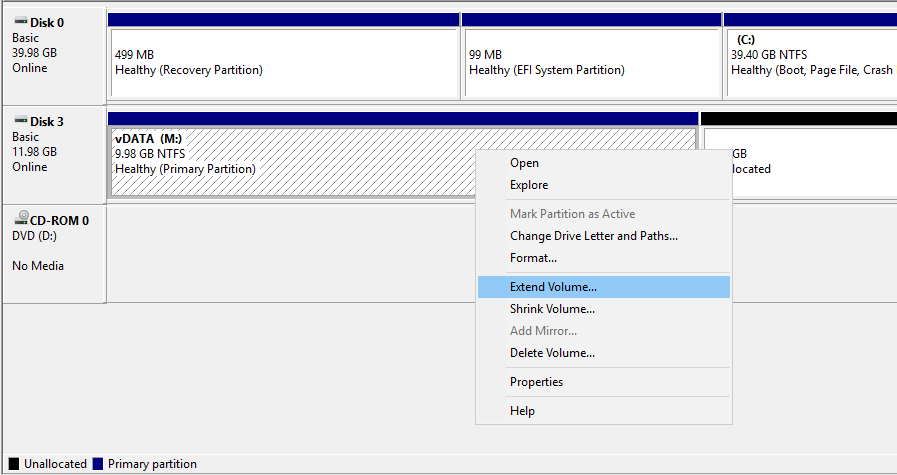 Disk 0
Basic
39.98 GB
Online
499 MB
Healthy (Recovery Partition)
99 MB
Healthy (EFI System Partition)
(C:)
39.40 GB NTFS
Healthy (Boot, Page File, Crash
Disk 3
Basic
11.98 GB
Online
vDATA (M:)
9.98 GB NTFS
Healthy (Primary Partition)
GB
located
CD-ROM 0
DVD (D:)
No Media
Open
Explore
Mark Partition as Active
Change Drive Letter and Paths...
Format...
Extend Volume...
Shrink Volume...
Add Mirror...
Delete Volume...
Properties
Help
Unallocated Primary partition